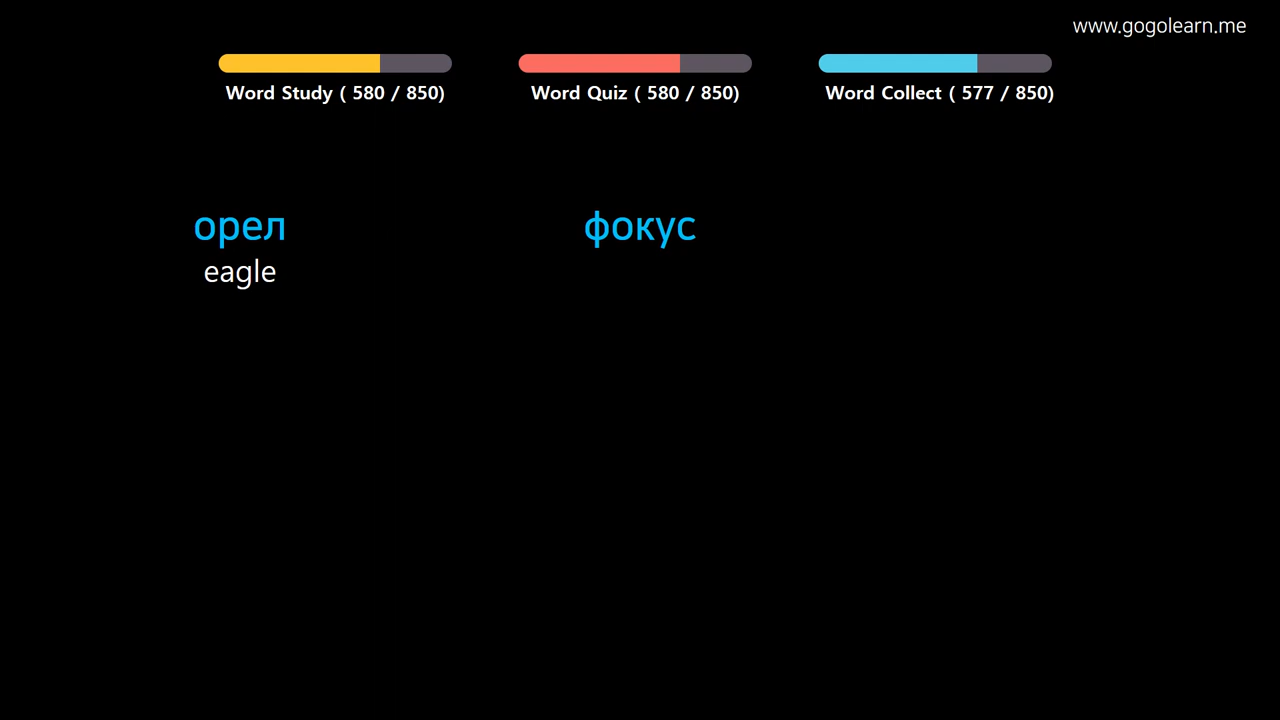 www.gogolearn.me
Word Study ( 580 / 850)
Word Quiz ( 580 / 850)
Word Collect ( 577 / 850)
орел
eagle
фокус